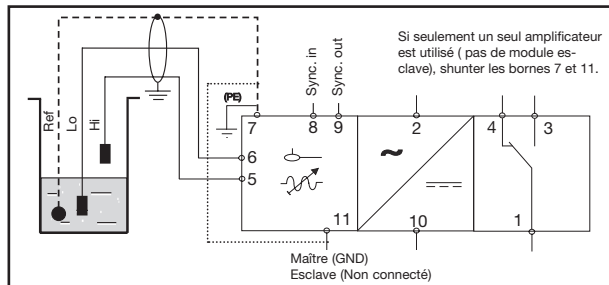 Si seulement un seul amplificateur
est utilisé ( pas de module es-
clave), shunter les bornes 7 et 11.
Ref
Lo
Hi
(PE)
Sync. in
Sync. out
7
8
9
2
4
3
6
5
11
10
1
Maître (GND)
Esclave (Non connecté)